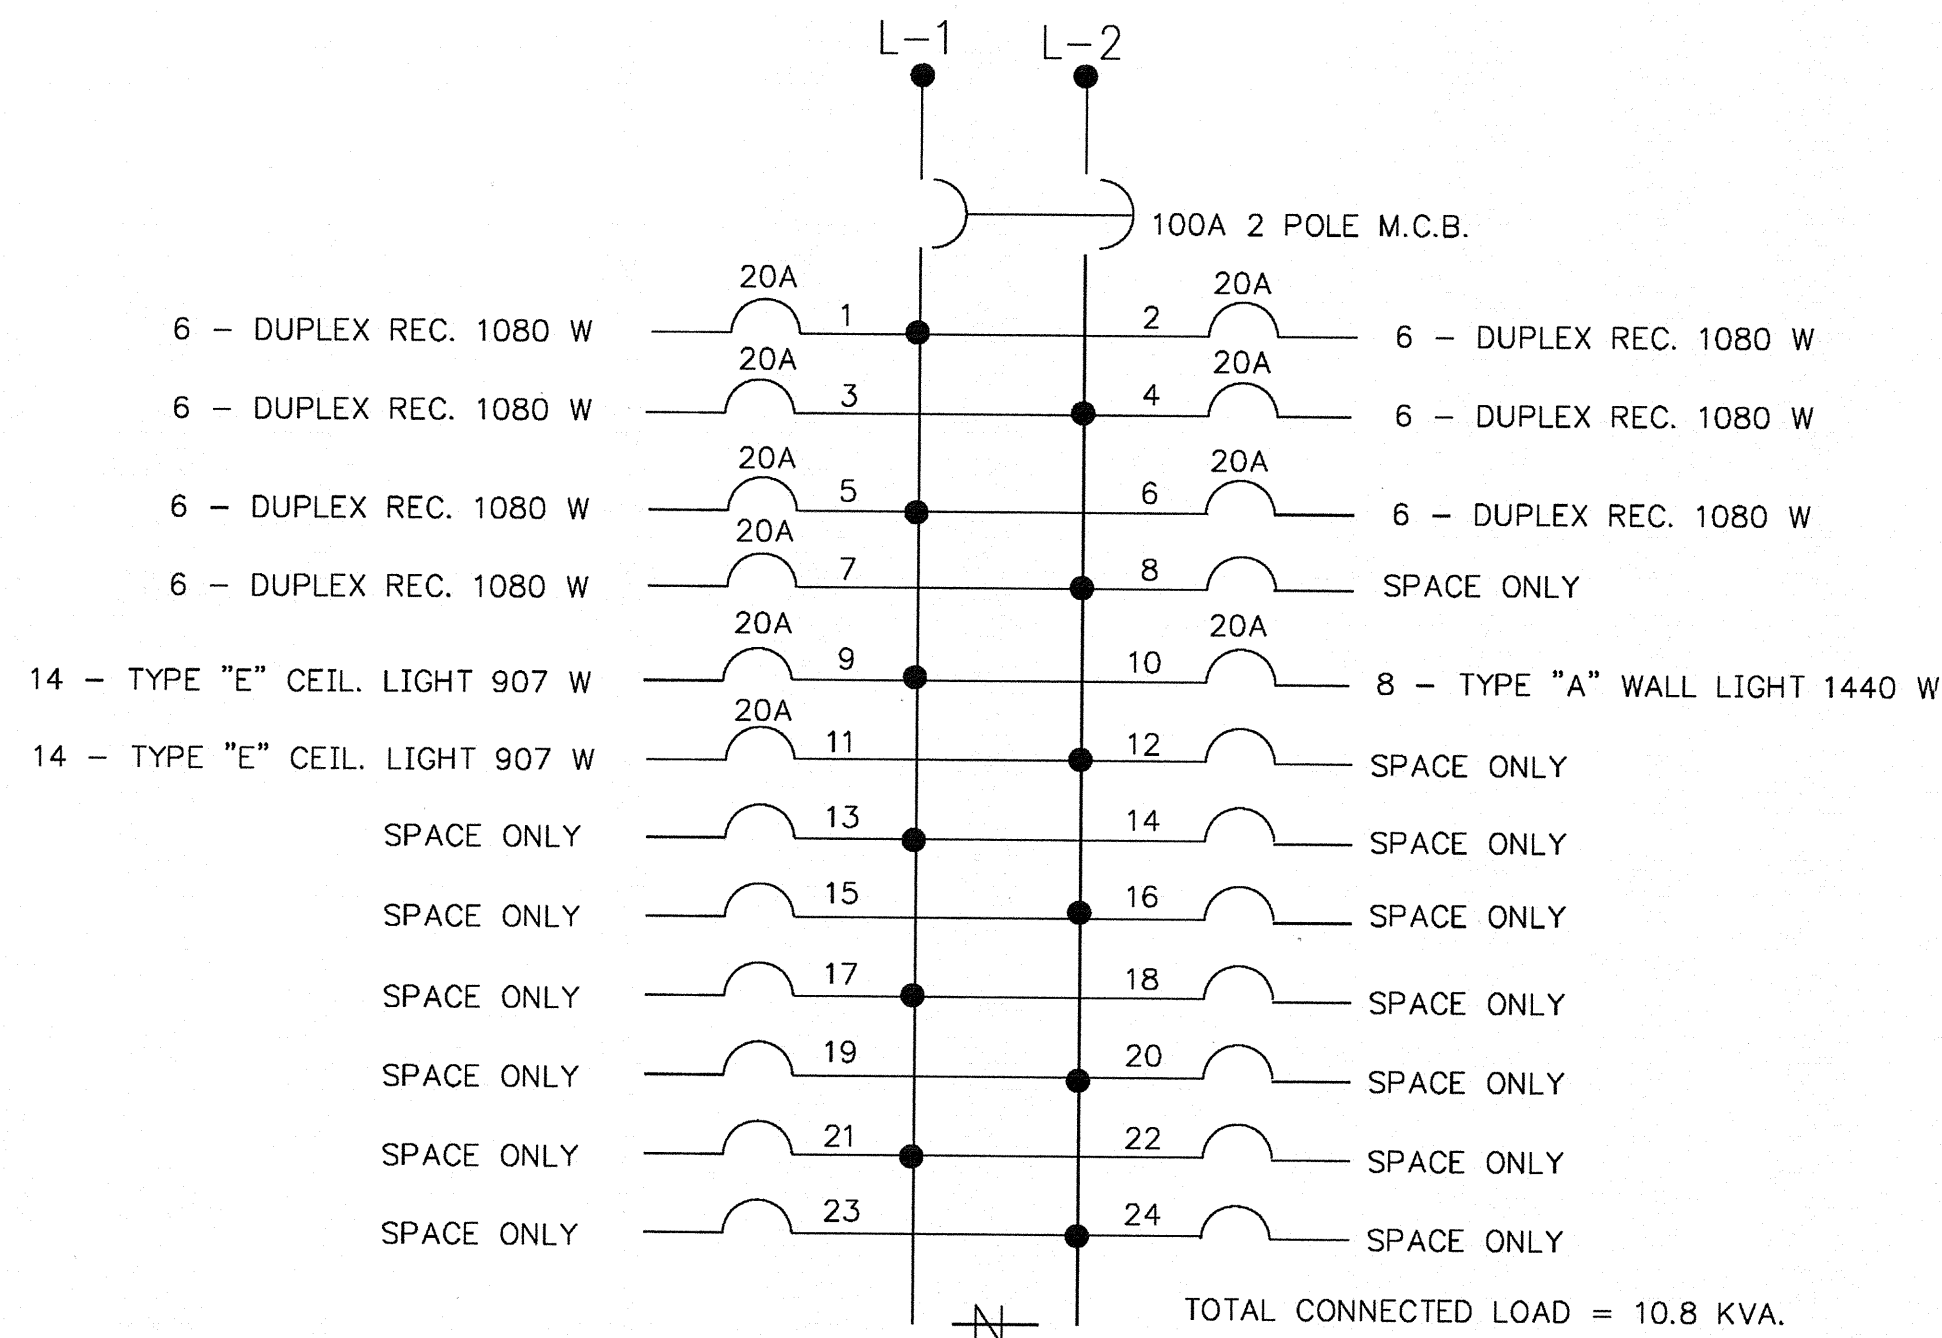 L-1 L-2
100A 2 POLE M.C.B.
20A 20A
6 - DUPLEX REC. 1080 W 1 2 6 - DUPLEX REC. 1080 W
20A 20A
6 - DUPLEX REC. 1080 W 3 4 6 - DUPLEX REC. 1080 W
20A 20A
6 - DUPLEX REC. 1080 W 5 6 6 - DUPLEX REC. 1080 W
20A
6 - DUPLEX REC. 1080 W 7 8 SPACE ONLY
20A 20A
14 - TYPE "E" CEIL. LIGHT 907 W 9 10 8 - TYPE "A" WALL LIGHT 1440 W
20A
14 - TYPE "E" CEIL. LIGHT 907 W 11 12 SPACE ONLY
SPACE ONLY 13 14 SPACE ONLY
SPACE ONLY 15 16 SPACE ONLY
SPACE ONLY 17 18 SPACE ONLY
SPACE ONLY 19 20 SPACE ONLY
SPACE ONLY 21 22 SPACE ONLY
SPACE ONLY 23 24 SPACE ONLY
N TOTAL CONNECTED LOAD = 10.8 KVA.